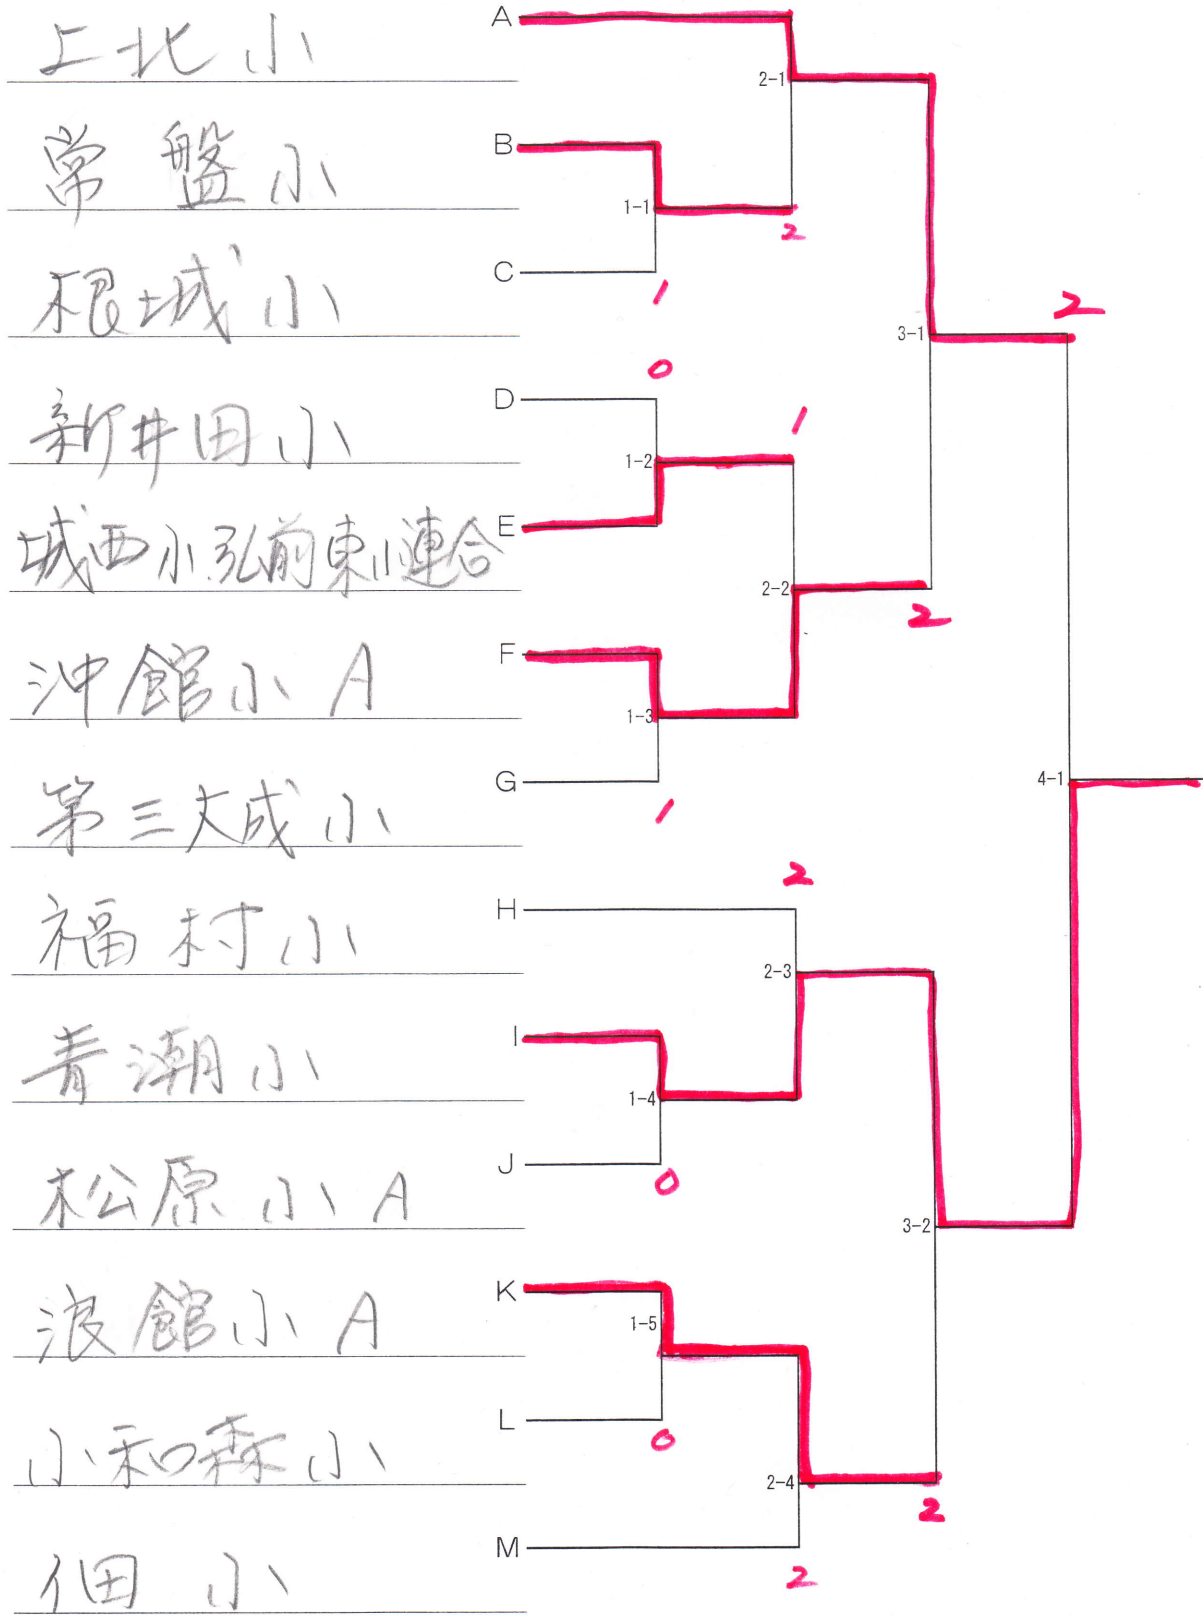 上北小 A
2-1
常盤小 B
1-1
2
根城小 C
1
3-1
2
0
新井田小 D
1
1-2
城西小弘前東小連合 E
2-2
2
沖館小 A F
1-3
第三大成小 G
4-1
1
2
福村小 H
2-3
青潮小 I
1-4
松原小 A J
0
3-2
浪館小 A K
1-5
小和森小 L
0
2-4
2
佃小 M
2